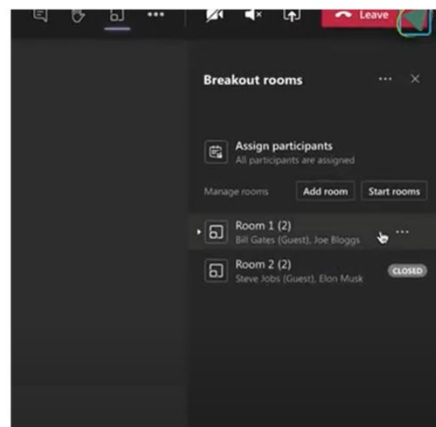 Leave
Breakout rooms
Assign participants
All participants are assigned
Manage rooms Add room Start rooms
Room 1 (2)
Bill Gates (Guest), Joe Bloggs
Room 2 (2)
CLOSED
Steve Jobs (Guest), Elon Musk